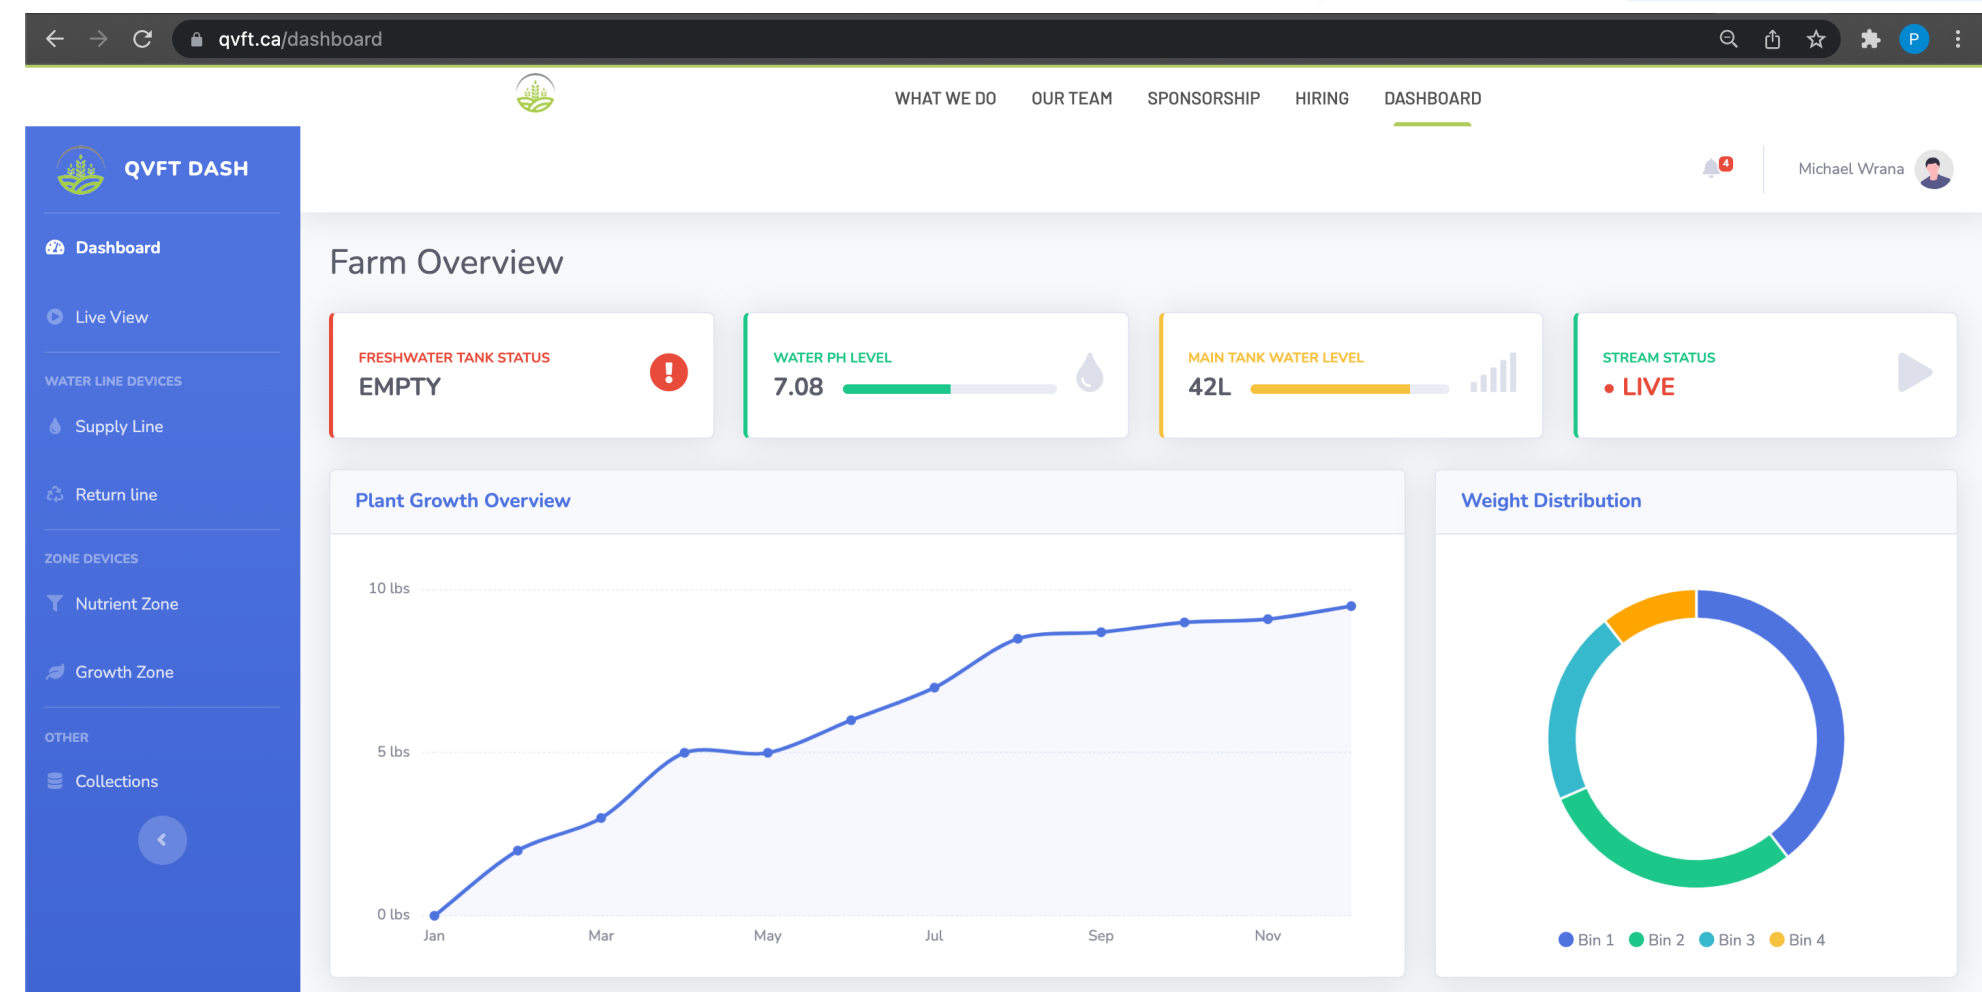 qvft.ca/dashboard
P
WHAT WE DO OUR TEAM SPONSORSHIP HIRING DASHBOARD
QVFT DASH
4
Michael Wrana
Dashboard
Live View
WATER LINE DEVICES
Supply Line
Return line
ZONE DEVICES
Nutrient Zone
Growth Zone
OTHER
Collections
Farm Overview
FRESHWATER TANK STATUS
EMPTY
WATER PH LEVEL
7.08
MAIN TANK WATER LEVEL
42L
STREAM STATUS
• LIVE
Plant Growth Overview
10 lbs
5 lbs
0 lbs
Jan Mar May Jul Sep Nov
Weight Distribution
Bin 1 Bin 2 Bin 3 Bin 4